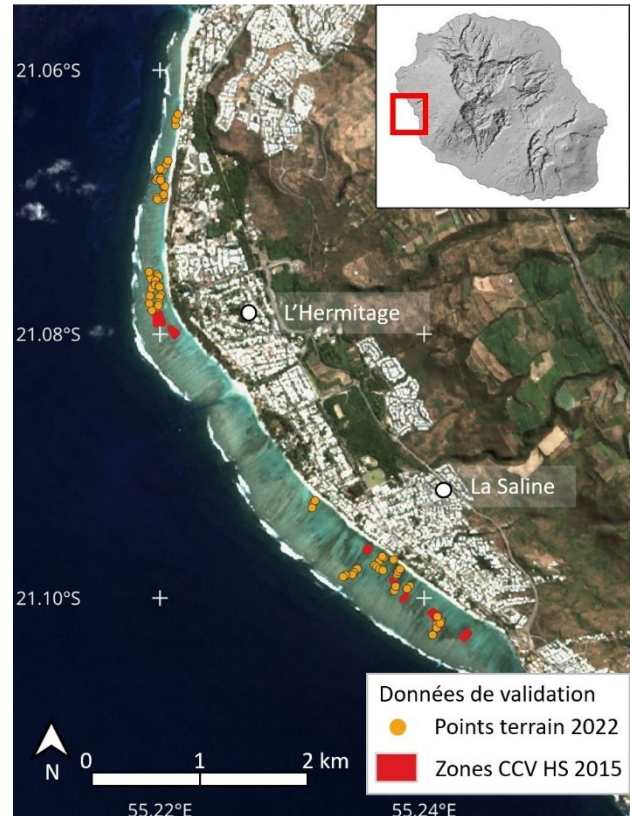 21.06°S
L'Hermitage
21.08°S
La Saline
21.10°S
Données de validation
Points terrain 2022
Zones CCV HS 2015
0 1 2 km
N
55.22°E 55.24°E